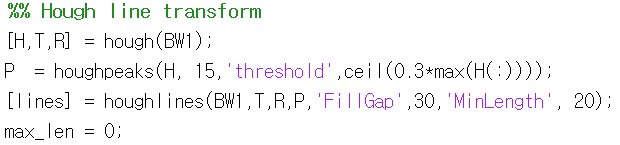 %% Hough line transform
[H,T,R] = hough(BW1);
P  = houghpeaks(H, 15,'threshold',ceil(0.3*max(H(:))));
[lines] = houghlines(BW1,T,R,P,'FillGap',30,'MinLength', 20);
max_len = 0;